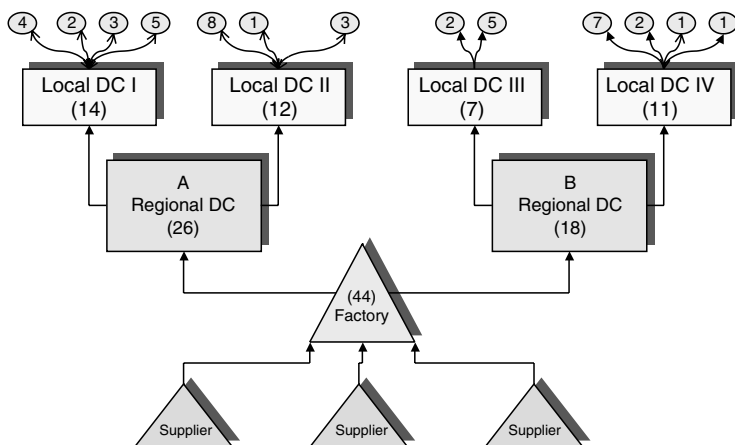 4 2 3 5 8 1 3 2 5 7 2 1 1
Local DC I
(14)
Local DC II
(12)
Local DC III
(7)
Local DC IV
(11)
A
Regional DC
(26)
B
Regional DC
(18)
(44)
Factory
Supplier
Supplier
Supplier